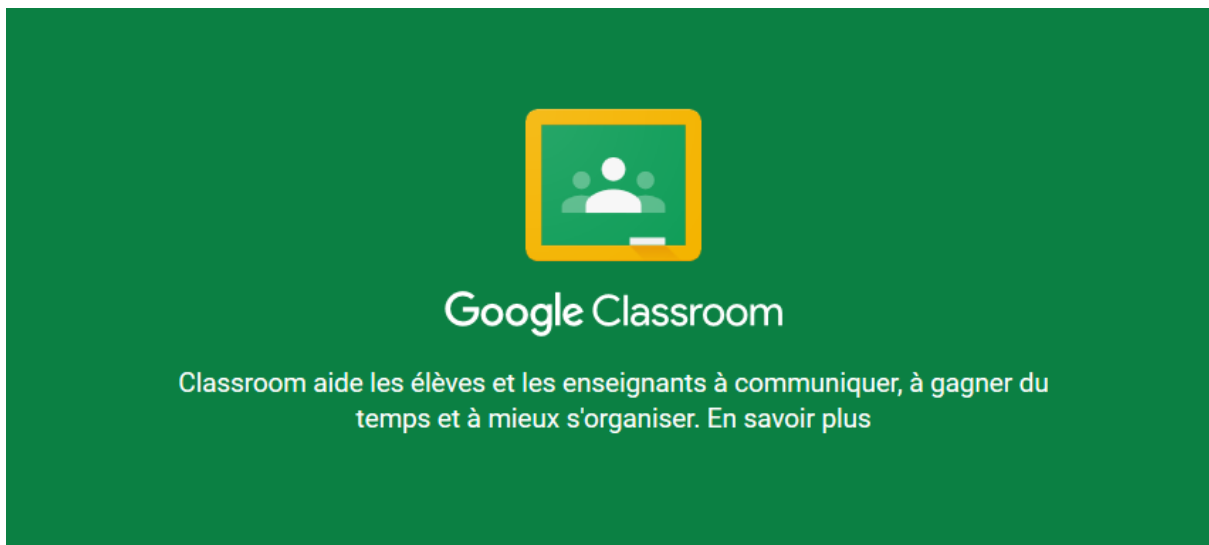 Google Classroom
Classroom aide les élèves et les enseignants à communiquer, à gagner du
temps et à mieux s'organiser. En savoir plus